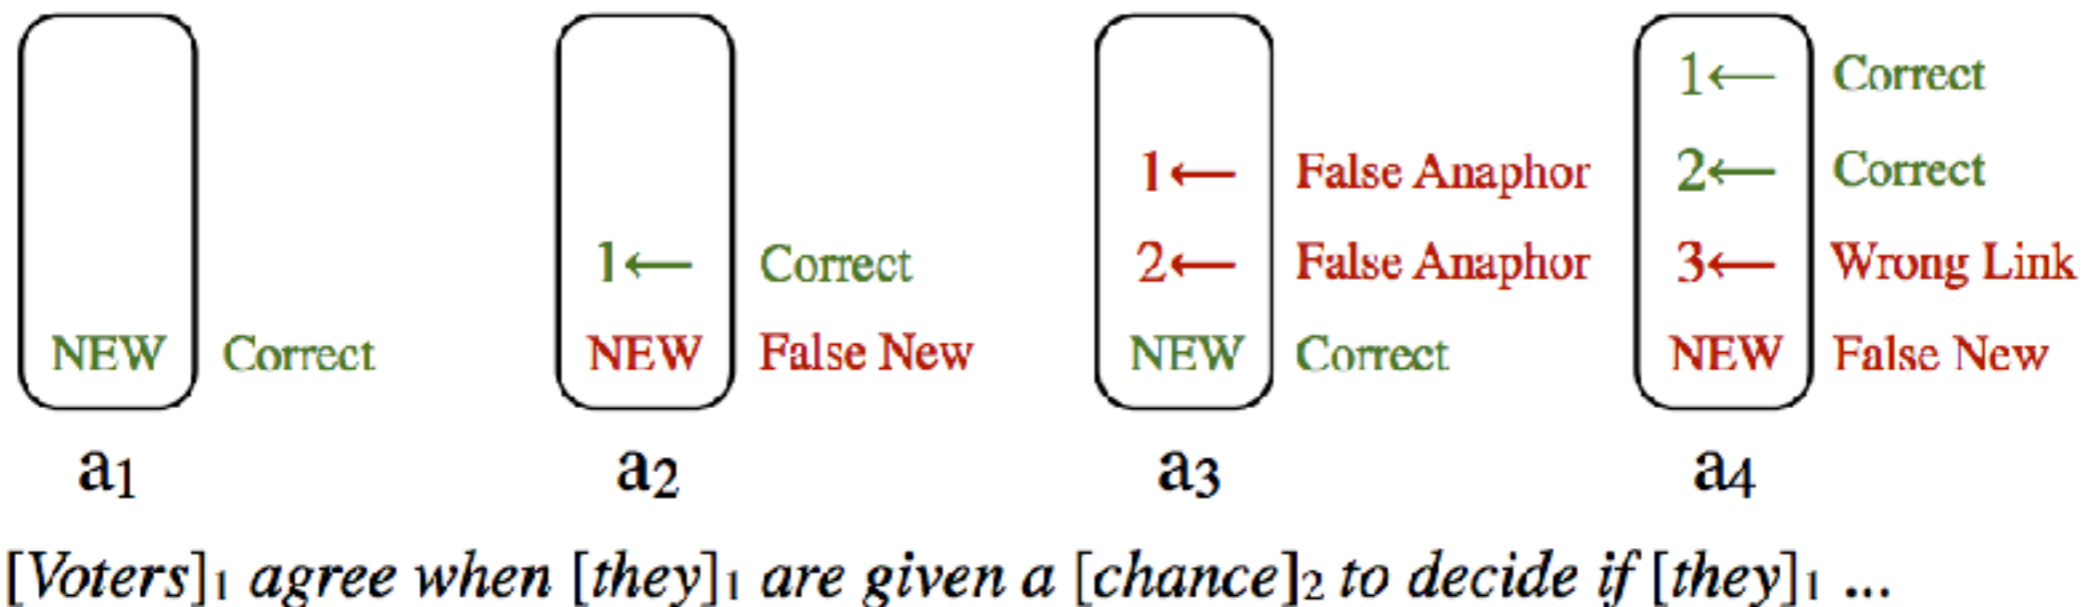 1← Correct
1← False Anaphor 2← Correct
1← Correct 2← False Anaphor 3← Wrong Link
NEW Correct NEW False New NEW Correct NEW False New
a1 a2 a3 a4
[Voters]1 agree when [they]1 are given a [chance]2 to decide if [they]1 ...